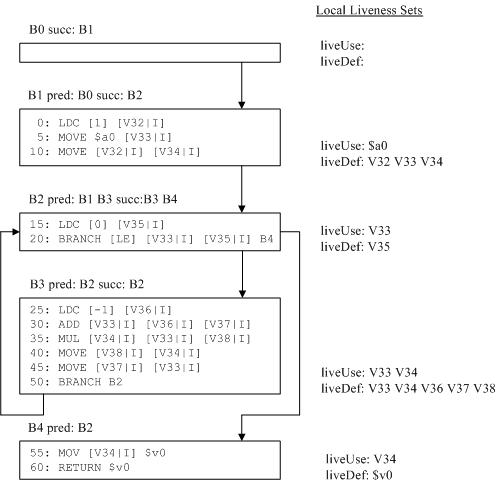 Local Liveness Sets
B0 succ: B1
liveUse:
liveDef:
B1 pred: B0 succ: B2
0: LDC [1] [V32|I]
5: MOVE $a0 [V33|I]
10: MOVE [V32|I] [V34|I]
liveUse: $a0
liveDef: V32 V33 V34
B2 pred: B1 B3 succ:B3 B4
15: LDC [0] [V35|I]
20: BRANCH [LE] [V33|I] [V35|I] B4
liveUse: V33
liveDef: V35
B3 pred: B2 succ: B2
25: LDC [-1] [V36|I]
30: ADD [V33|I] [V36|I] [V37|I]
35: MUL [V34|I] [V33|I] [V38|I]
40: MOVE [V38|I] [V34|I]
45: MOVE [V37|I] [V33|I]
50: BRANCH B2
liveUse: V33 V34
liveDef: V33 V34 V36 V37 V38
B4 pred: B2
55: MOV [V34|I] $v0
60: RETURN $v0
liveUse: V34
liveDef: $v0